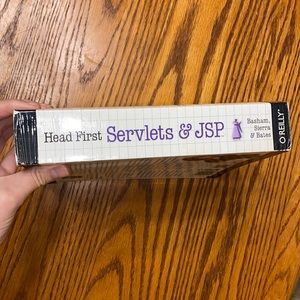 Head First Servlets & JSP
Basham,
Sierra
& Bates
O'REILLY